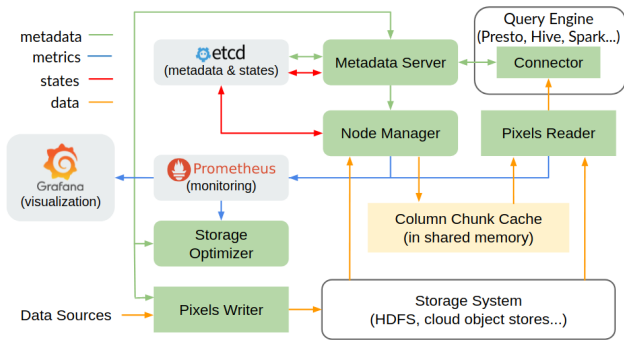 metadata
metrics
states
data
etcd
(metadata & states)
Metadata Server
Query Engine
(Presto, Hive, Spark...)
Connector
Node Manager
Pixels Reader
Grafana
(visualization)
Prometheus
(monitoring)
Column Chunk Cache
(in shared memory)
Storage
Optimizer
Data Sources
Pixels Writer
Storage System
(HDFS, cloud object stores...)